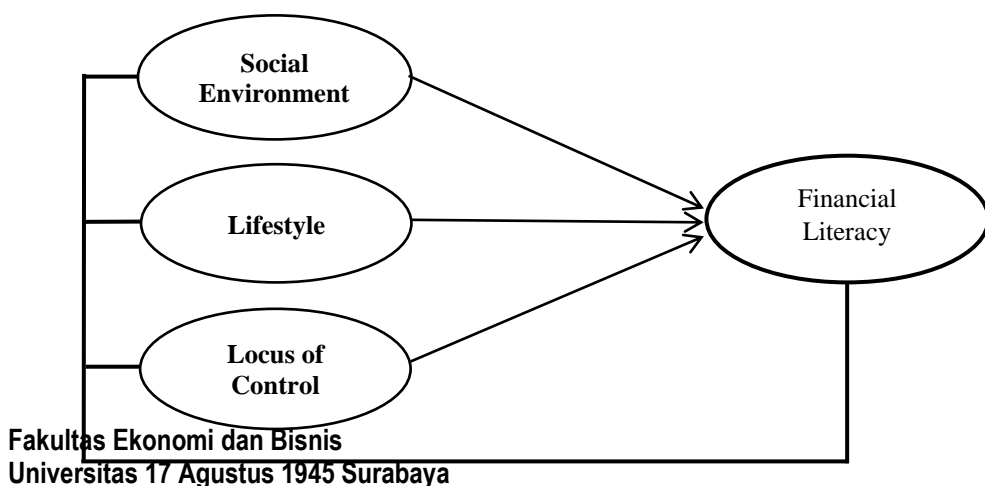 Social
Environment
Lifestyle
Financial
Literacy
Locus of
Control
Fakultas Ekonomi dan Bisnis
Universitas 17 Agustus 1945 Surabaya